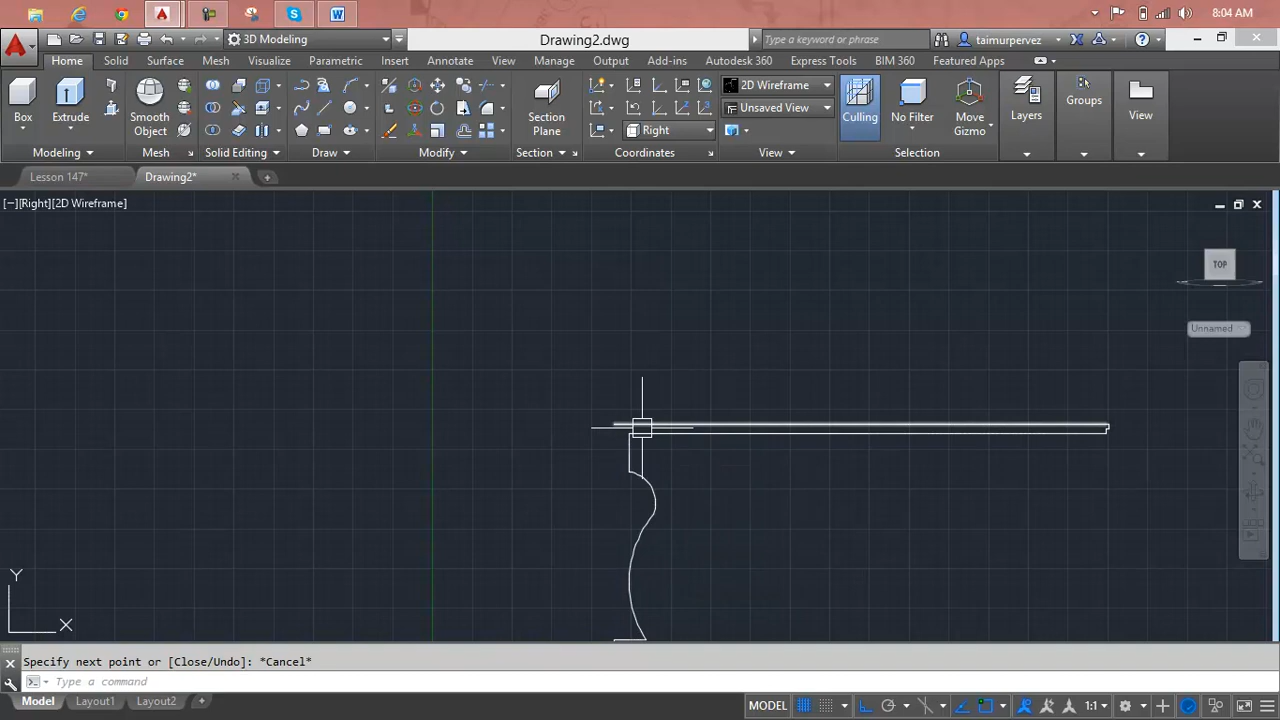 8:04 AM
3D Modeling
Drawing2.dwg
Type a keyword or phrase
taimurpervez
Home Solid Surface Mesh Visualize Parametric Insert Annotate View Manage Output Add-ins Autodesk 360 Express Tools BIM 360 Featured Apps
2D Wireframe
Unsaved View
Right
Box
Extrude
Smooth
Object
Section
Plane
Culling
No Filter
Move
Gizmo
Layers
Groups
View
Modeling Mesh Solid Editing Draw Modify Section Coordinates View Selection
Lesson 147* Drawing2*
[−][Right][2D Wireframe]
TOP
Unnamed
Y
X
Specify next point or [Close/Undo]: *Cancel*
Type a command
Model Layout1 Layout2 +
MODEL
1:1